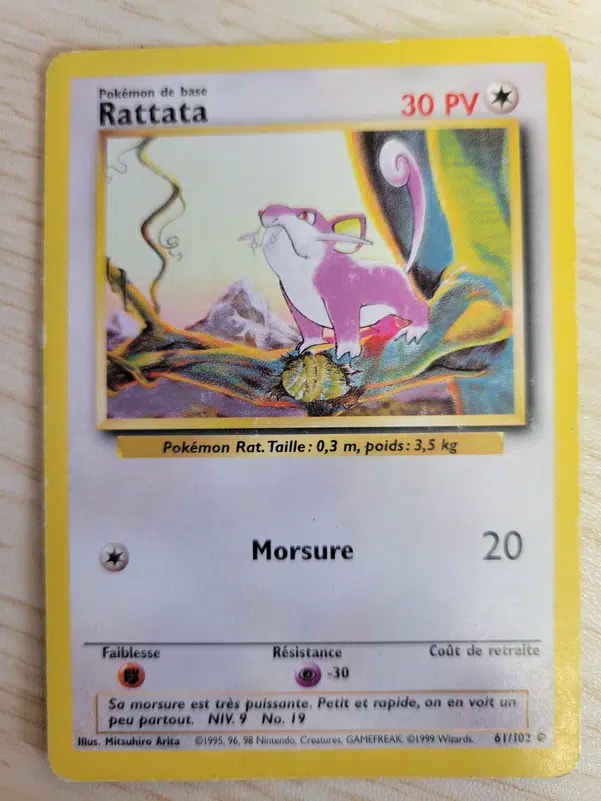 Pokémon de base
Rattata
30 PV
Pokémon Rat. Taille: 0,3 m, poids: 3,5 kg
Morsure 20
Faiblesse Résistance Coût de retraite
-30
Sa morsure est très puissante. Petit et rapide, on en voit un
peu partout. NIV. 9 No. 19
Illus. Mitsuhiro Arita ©1995, 96, 98 Nintendo, Creatures, GAMEFREAK. ©1999 Wizards. 61/102